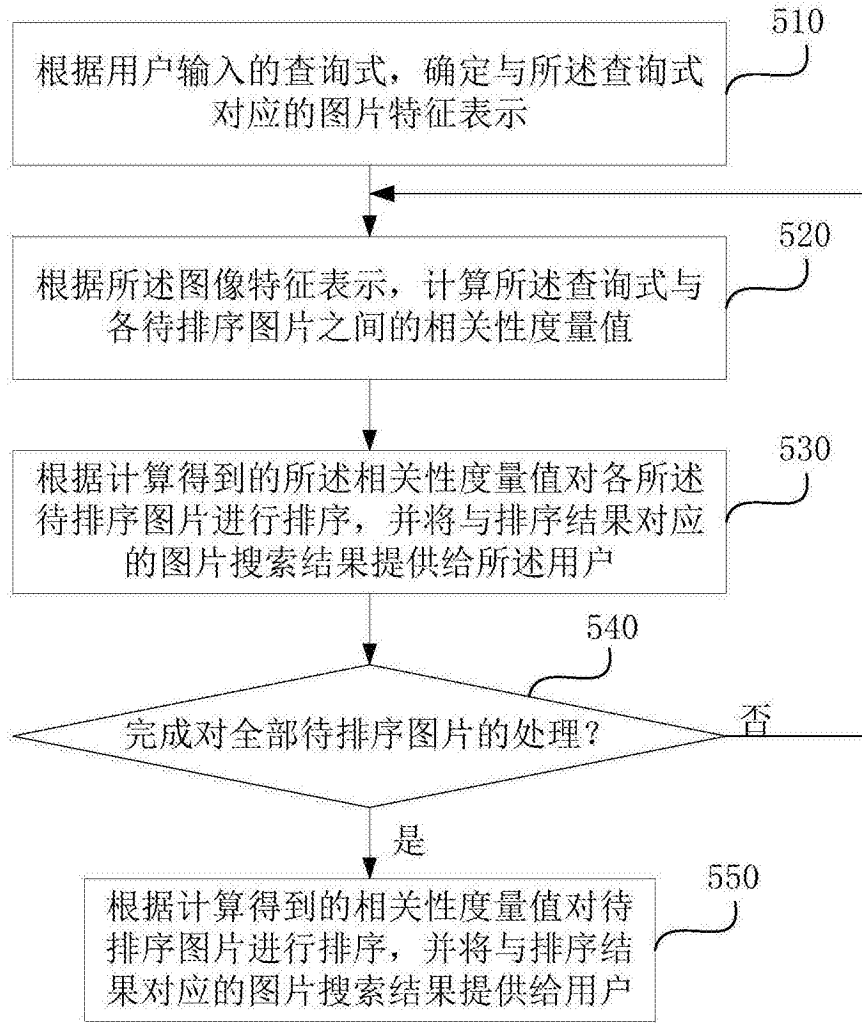 510
根据用户输入的查询式，确定与所述查询式
对应的图片特征表示
520
根据所述图像特征表示，计算所述查询式与
各待排序图片之间的相关性度量值
530
根据计算得到的所述相关性度量值对各所述
待排序图片进行排序，并将与排序结果对应
的图片搜索结果提供给所述用户
540
完成对全部待排序图片的处理？
否
是
550
根据计算得到的相关性度量值对待
排序图片进行排序，并将与排序结
果对应的图片搜索结果提供给用户